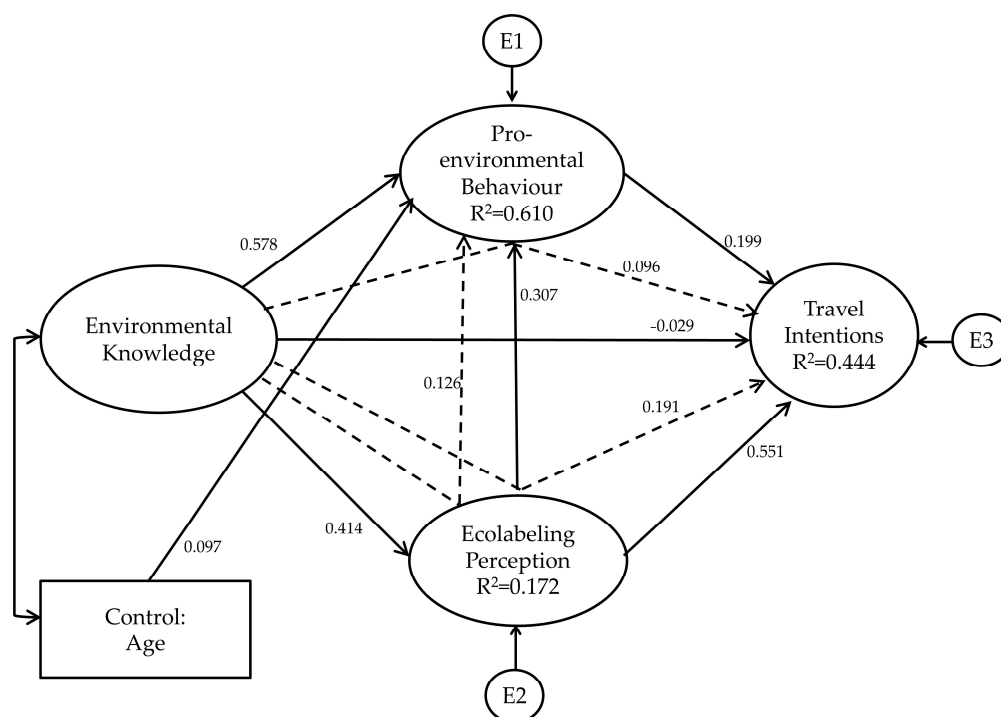 E1
Pro-
environmental
Behaviour
R²=0.610
0.578
0.199
0.096
0.307
Environmental
Knowledge
-0.029
Travel
Intentions
R²=0.444
E3
0.126
0.191
0.551
0.414
0.097
Ecolabeling
Perception
R²=0.172
Control:
Age
E2